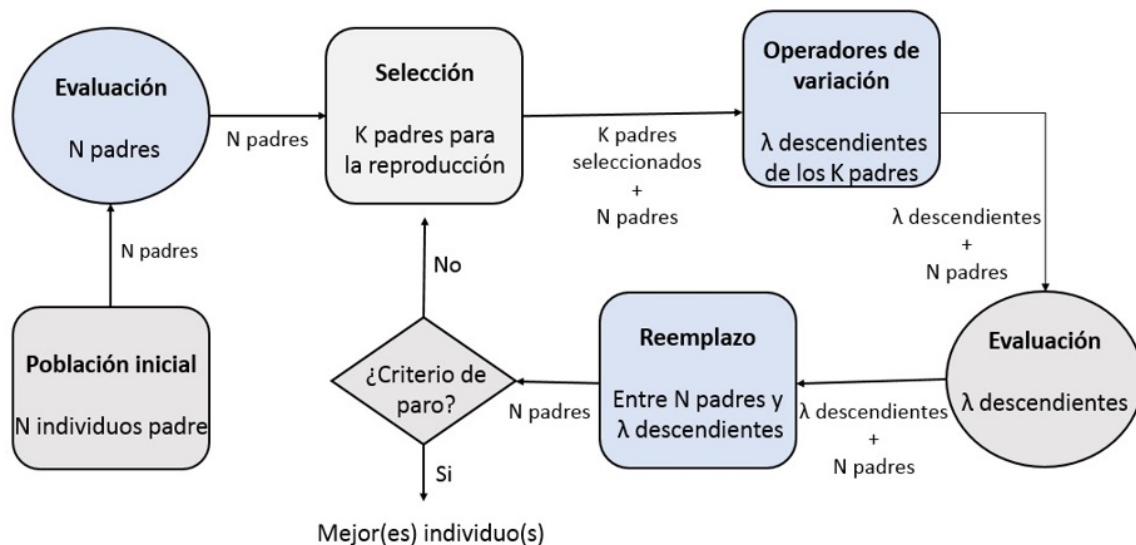 Población inicial
N individuos padre
N padres
Evaluación
N padres
N padres
Selección
K padres para
la reproducción
K padres
seleccionados
+
N padres
Operadores de
variación
λ descendientes
de los K padres
λ descendientes
+
N padres
Evaluación
λ descendientes
λ descendientes
+
N padres
Reemplazo
Entre N padres y
λ descendientes
N padres
¿Criterio de
paro?
No
Si
Mejor(es) individuo(s)